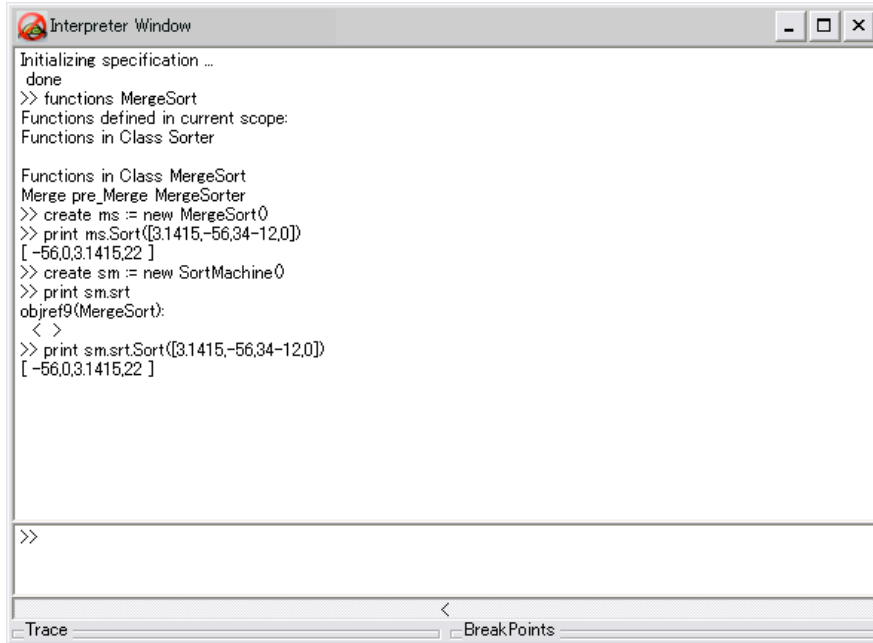 Interpreter Window
Initializing specification ...
done
>> functions MergeSort
Functions defined in current scope:
Functions in Class Sorter
Functions in Class MergeSort
Merge pre_Merge MergeSorter
>> create ms := new MergeSort()
>> print ms.Sort([3.1415,-56,34-12,0])
[ -56,0,3.1415,22 ]
>> create sm := new SortMachine()
>> print sm.srt
objref9(MergeSort):
< >
>> print sm.srt.Sort([3.1415,-56,34-12,0])
[ -56,0,3.1415,22 ]
>>
<
Trace BreakPoints